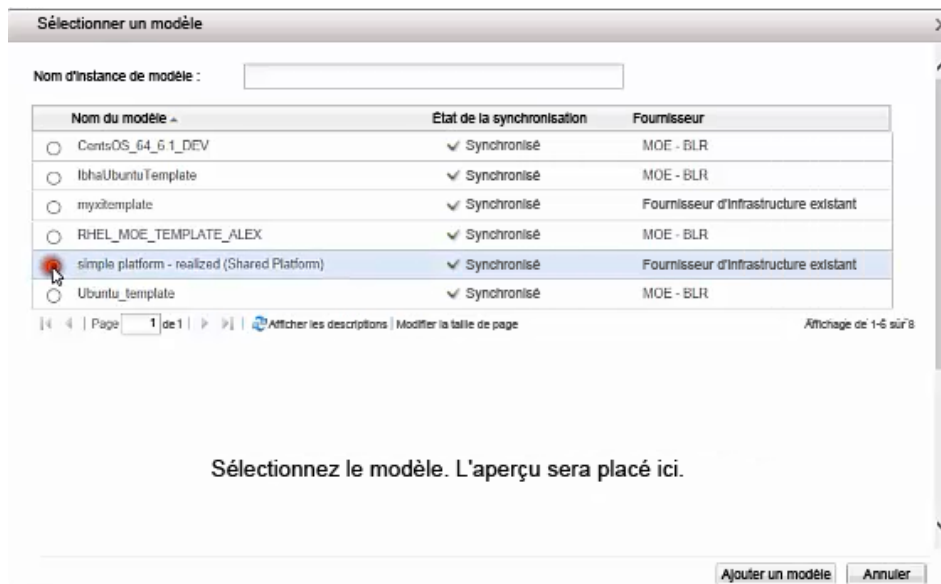 Sélectionner un modèle
Nom d'instance de modèle :
Nom du modèle État de la synchronisation Fournisseur
CentsOS_64_6.1_DEV Synchronisé MOE - BLR
IbhaUbuntuTemplate Synchronisé MOE - BLR
myxitemplate Synchronisé Fournisseur d'infrastructure existant
RHEL_MOE_TEMPLATE_ALEX Synchronisé MOE - BLR
simple platform - realized (Shared Platform) Synchronisé Fournisseur d'infrastructure existant
Ubuntu_template Synchronisé MOE - BLR
Page 1 de 1 Afficher les descriptions Modifier la taille de page Affichage de 1-6 sur 8
Sélectionnez le modèle. L'aperçu sera placé ici.
Ajouter un modèle Annuler